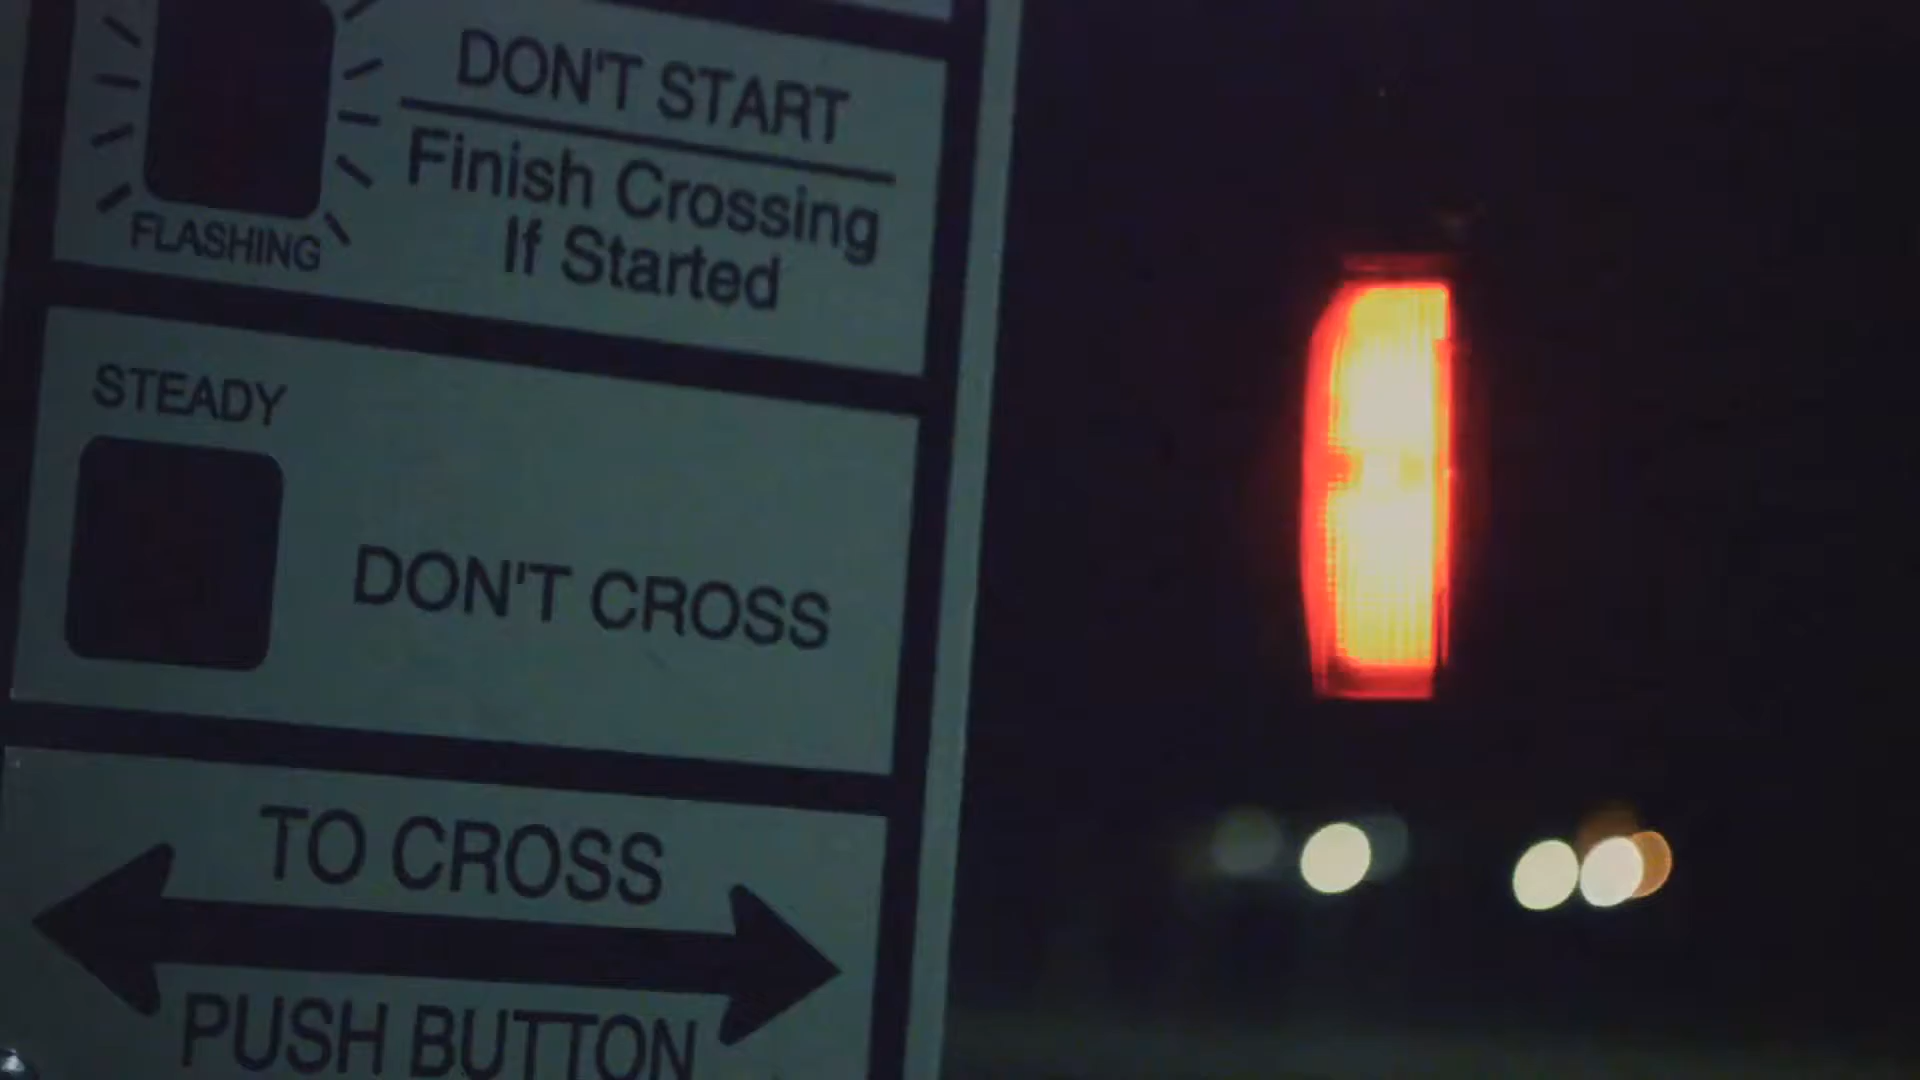 DON'T START
Finish Crossing
If Started
FLASHING
STEADY
DON'T CROSS
TO CROSS
PUSH BUTTON